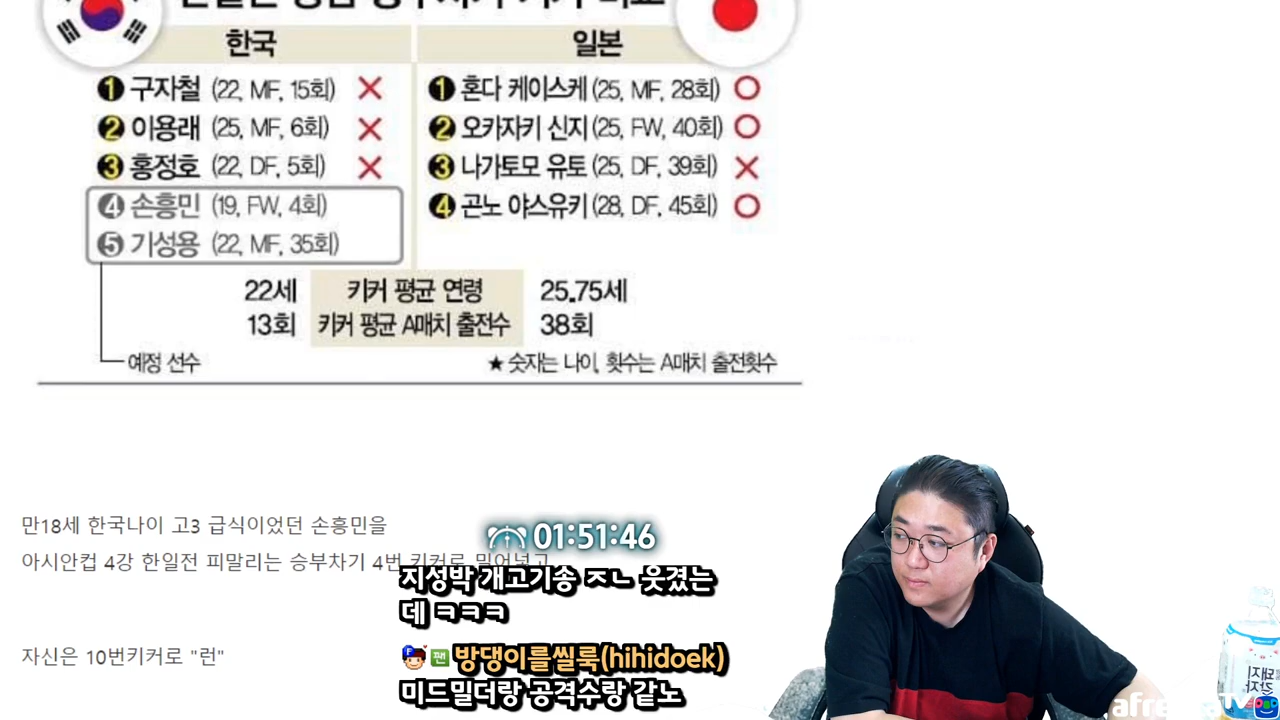 한국
일본
❶ 구자철 (22, MF, 15회) X
❶ 혼다 케이스케 (25, MF, 28회) O
❷ 이용래 (25, MF, 6회) X
❷ 오카자키 신지 (25, FW, 40회) O
❸ 홍정호 (22, DF, 5회) X
❸ 나가토모 유토 (25, DF, 39회) X
❹ 손흥민 (19, FW, 4회)
❹ 곤노 야스유키 (28, DF, 45회) O
❺ 기성용 (22, MF, 35회)
22세 키커 평균 연령 25.75세
13회 키커 평균 A매치 출전수 38회
예정 선수
★ 숫자는 나이, 횟수는 A매치 출전횟수
만18세 한국나이 고3 급식이었던 손흥민을
아시안컵 4강 한일전 피말리는 승부차기 4번 키커로 밀어넣고
자신은 10번키커로 "런"
01:51:46
지성박 개고기송 ㅈㄴ 웃겼는
데 ㅋㅋㅋ
팬 방댕이를씰룩(hihidoek)
미드밀더랑 공격수랑 같노